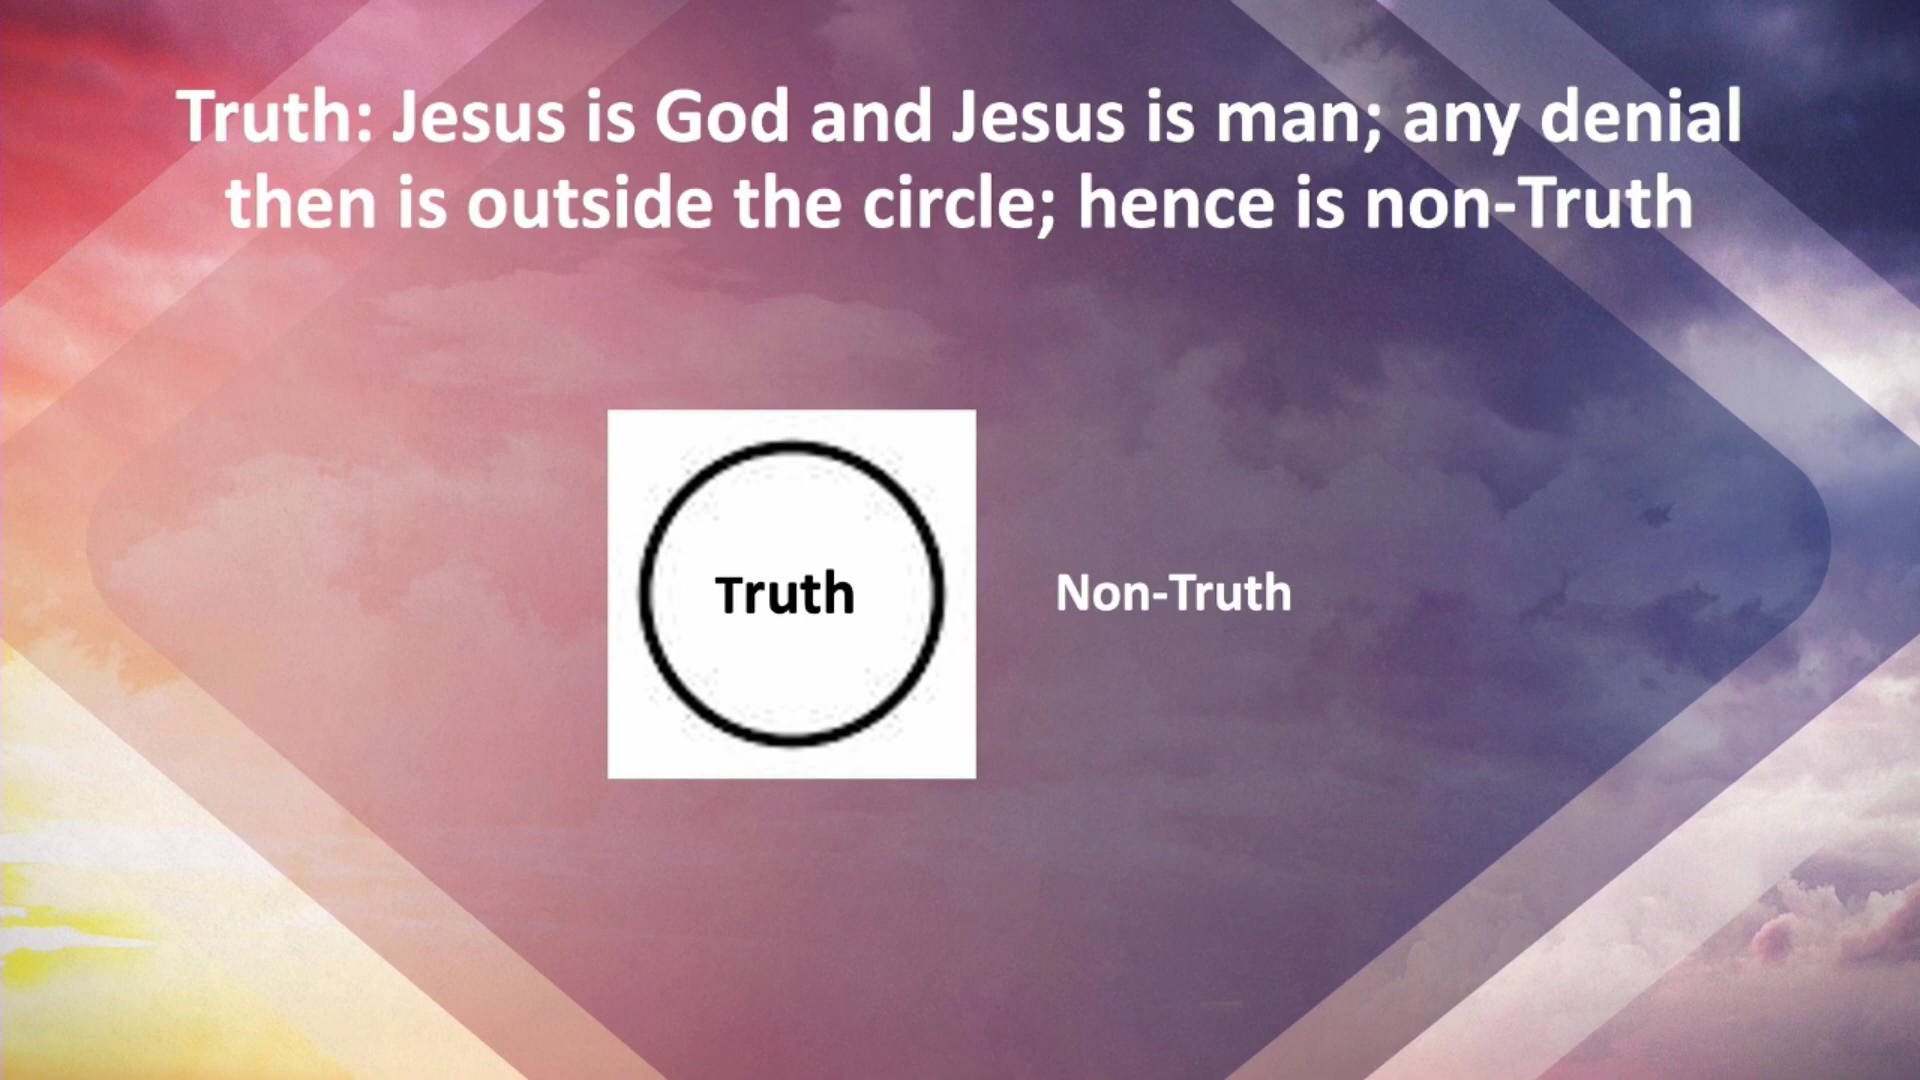 Truth: Jesus is God and Jesus is man; any denial
then is outside the circle; hence is non-Truth
Truth
Non-Truth